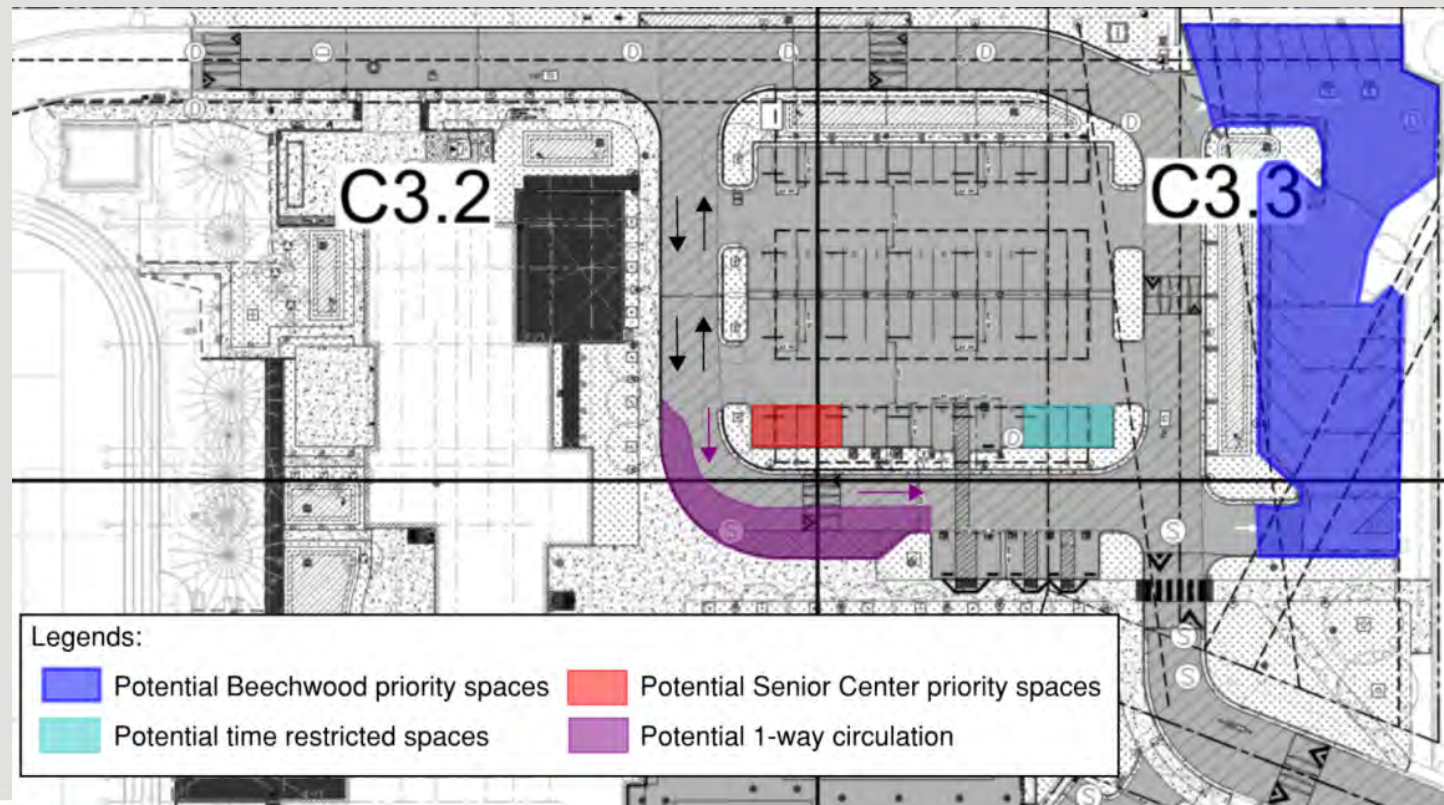 D
D
D
D
D
D
D
I
D
C3.2
C3.3
D
S
S
S
S
S
Legends:
Potential Beechwood priority spaces
Potential Senior Center priority spaces
Potential time restricted spaces
Potential 1-way circulation